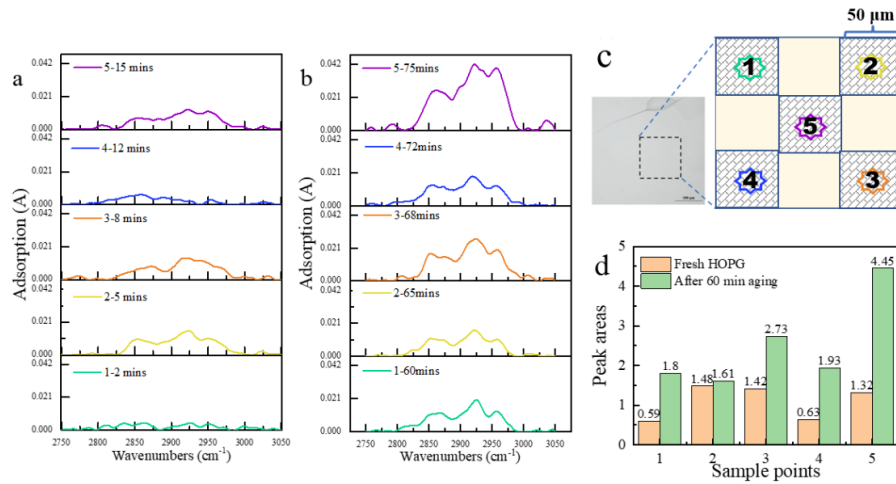 a
5-15 mins
4-12 mins
3-8 mins
2-5 mins
1-2 mins
0.042
0.021
0.000
0.042
0.021
0.000
0.042
0.021
0.000
0.042
0.021
0.000
0.042
0.021
0.000
Adsorption (A)
2750 2800 2850 2900 2950 3000 3050
Wavenumbers (cm-1)
b
5-75mins
4-72mins
3-68mins
2-65mins
1-60mins
0.042
0.021
0.000
0.042
0.021
0.000
0.042
0.021
0.000
0.042
0.021
0.000
0.042
0.021
0.000
Adsorption (A)
2750 2800 2850 2900 2950 3000 3050
Wavenumbers (cm-1)
c
50 μm
1
2
5
4
3
d
Fresh HOPG
After 60 min aging
5
4
3
2
1
0
Peak areas
0.59
1.8
1.48
1.61
1.42
2.73
0.63
1.93
1.32
4.45
1 2 3 4 5
Sample points